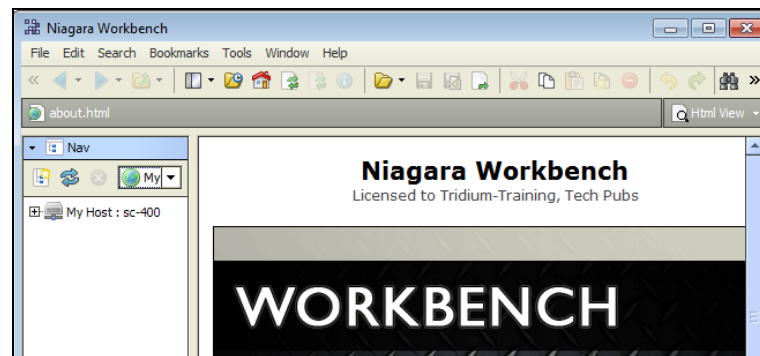 Niagara Workbench
File Edit Search Bookmarks Tools Window Help
about.html Html View
Nav
My
My Host : sc-400
Niagara Workbench
Licensed to Tridium-Training, Tech Pubs
WORKBENCH